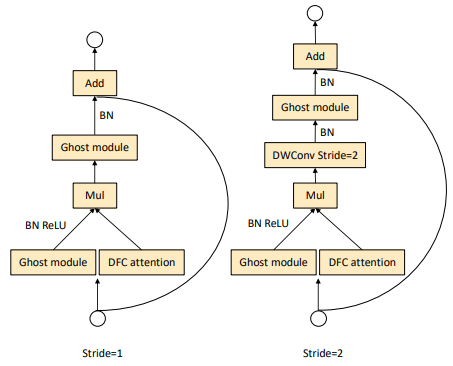 Add
BN
Ghost module
Mul
BN ReLU
Ghost module
DFC attention
Stride=1
Add
BN
Ghost module
BN
DWConv Stride=2
Mul
BN ReLU
Ghost module
DFC attention
Stride=2